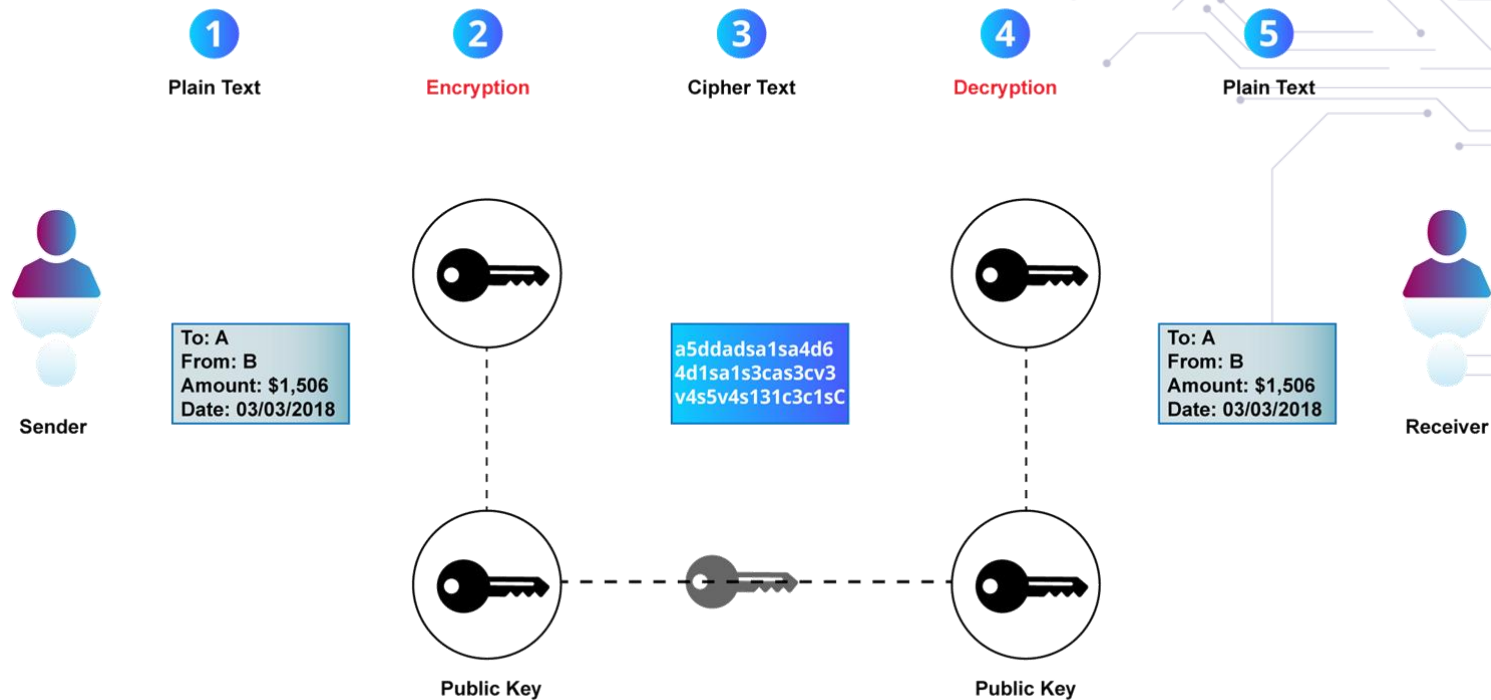 1
2
3
4
5
Plain Text
Encryption
Cipher Text
Decryption
Plain Text
To: A
From: B
Amount: $1,506
Date: 03/03/2018
a5ddadsa1sa4d6
4d1sa1s3cas3cv3
v4s5v4s131c3c1sC
To: A
From: B
Amount: $1,506
Date: 03/03/2018
Sender
Receiver
Public Key
Public Key